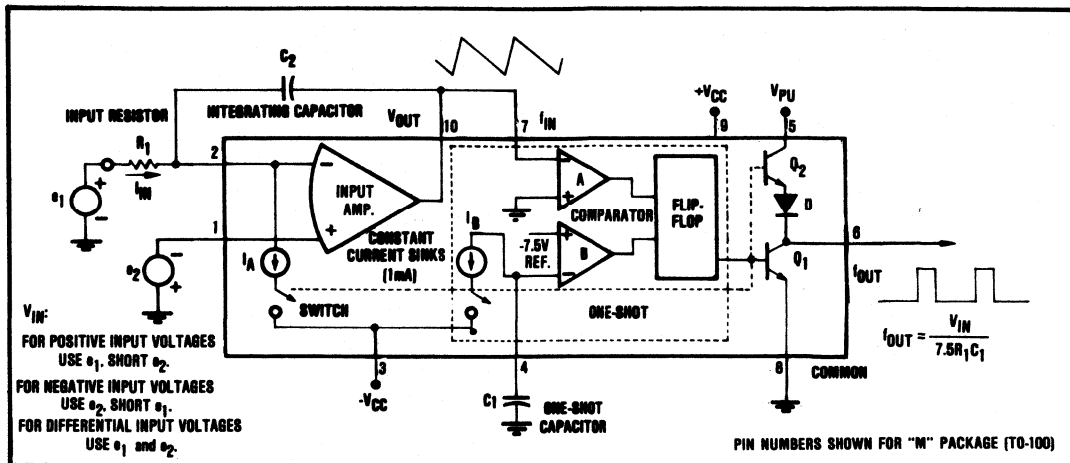 C2
INTEGRATING CAPACITOR
INPUT RESISTOR
R1
IIN
e1
+
-
e2
-
+
2
1
VOUT
10
7
fIN
+VCC
9
VPU
5
-
INPUT
AMP.
+
CONSTANT
CURRENT SINKS
(1mA)
IA
SWITCH
IB
-
A
+
COMPARATOR
-7.5V
REF.
+
B
-
FLIP-
FLOP
ONE-SHOT
Q2
D
Q1
6
fOUT
fOUT = VIN
7.5R1C1
3
-VCC
4
C1
ONE-SHOT
CAPACITOR
8
COMMON
VIN:
FOR POSITIVE INPUT VOLTAGES
USE e1, SHORT e2.
FOR NEGATIVE INPUT VOLTAGES
USE e2, SHORT e1.
FOR DIFFERENTIAL INPUT VOLTAGES
USE e1 and e2.
PIN NUMBERS SHOWN FOR "M" PACKAGE (TO-100)